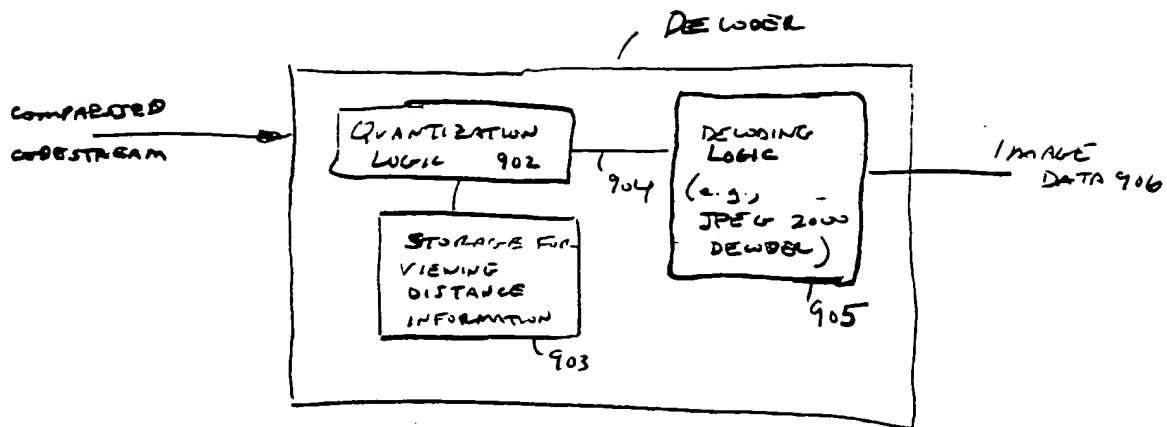 DECODER
COMPRESSED
CODESTREAM
QUANTIZATION
LOGIC 902
904
STORAGE FOR
VIEWING
DISTANCE
INFORMATION
903
DECODING
LOGIC
(e.g.,
JPEG 2000
DECODER)
905
IMAGE
DATA 906